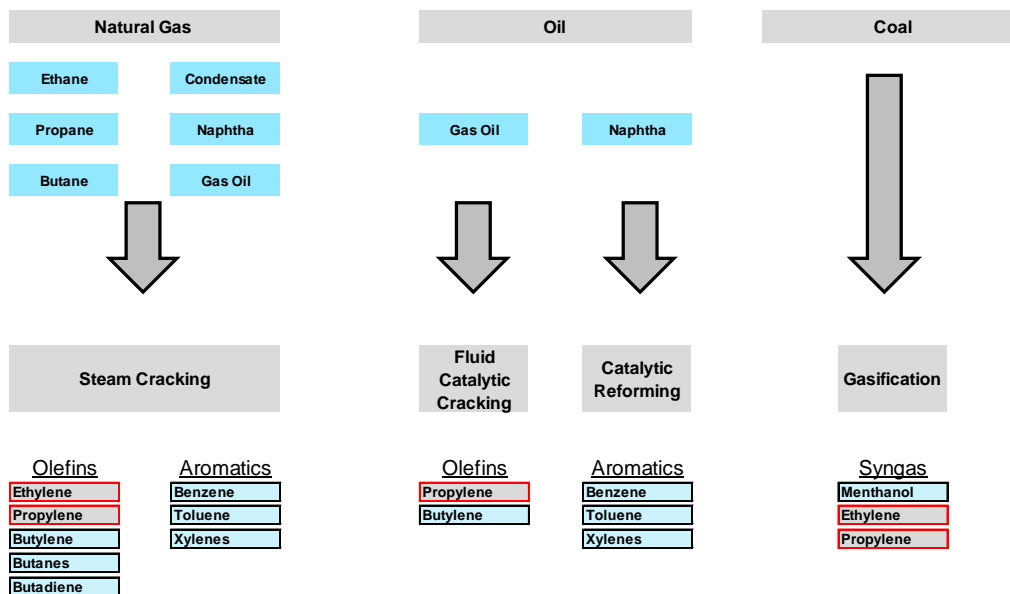 Natural Gas
Oil
Coal
Ethane
Condensate
Propane
Naphtha
Gas Oil
Naphtha
Butane
Gas Oil
Steam Cracking
Fluid
Catalytic
Cracking
Catalytic
Reforming
Gasification
Olefins
Aromatics
Olefins
Aromatics
Syngas
Ethylene
Benzene
Propylene
Benzene
Menthanol
Propylene
Toluene
Butylene
Toluene
Ethylene
Butylene
Xylenes
Xylenes
Propylene
Butanes
Butadiene